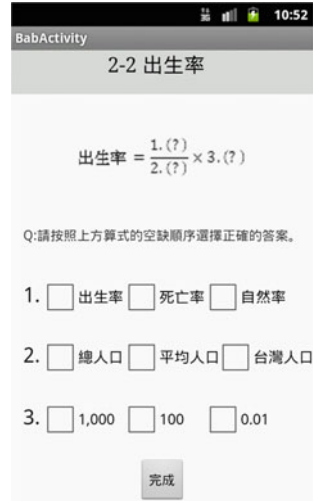 3G 10:52
BabActivity
2-2 出生率
出生率 = 1.(?) / 2.(?) × 3.(?)
Q:請按照上方算式的空缺順序選擇正確的答案。
1. 出生率 死亡率 自然率
2. 總人口 平均人口 台灣人口
3. 1,000 100 0.01
完成